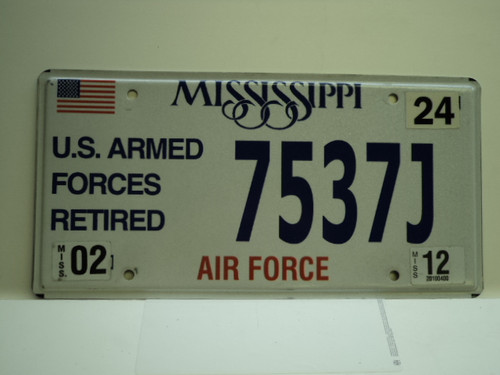 MISSISSIPPI
24
U.S. ARMED
FORCES
RETIRED
7537J
MISS. 02
AIR FORCE
MISS 12